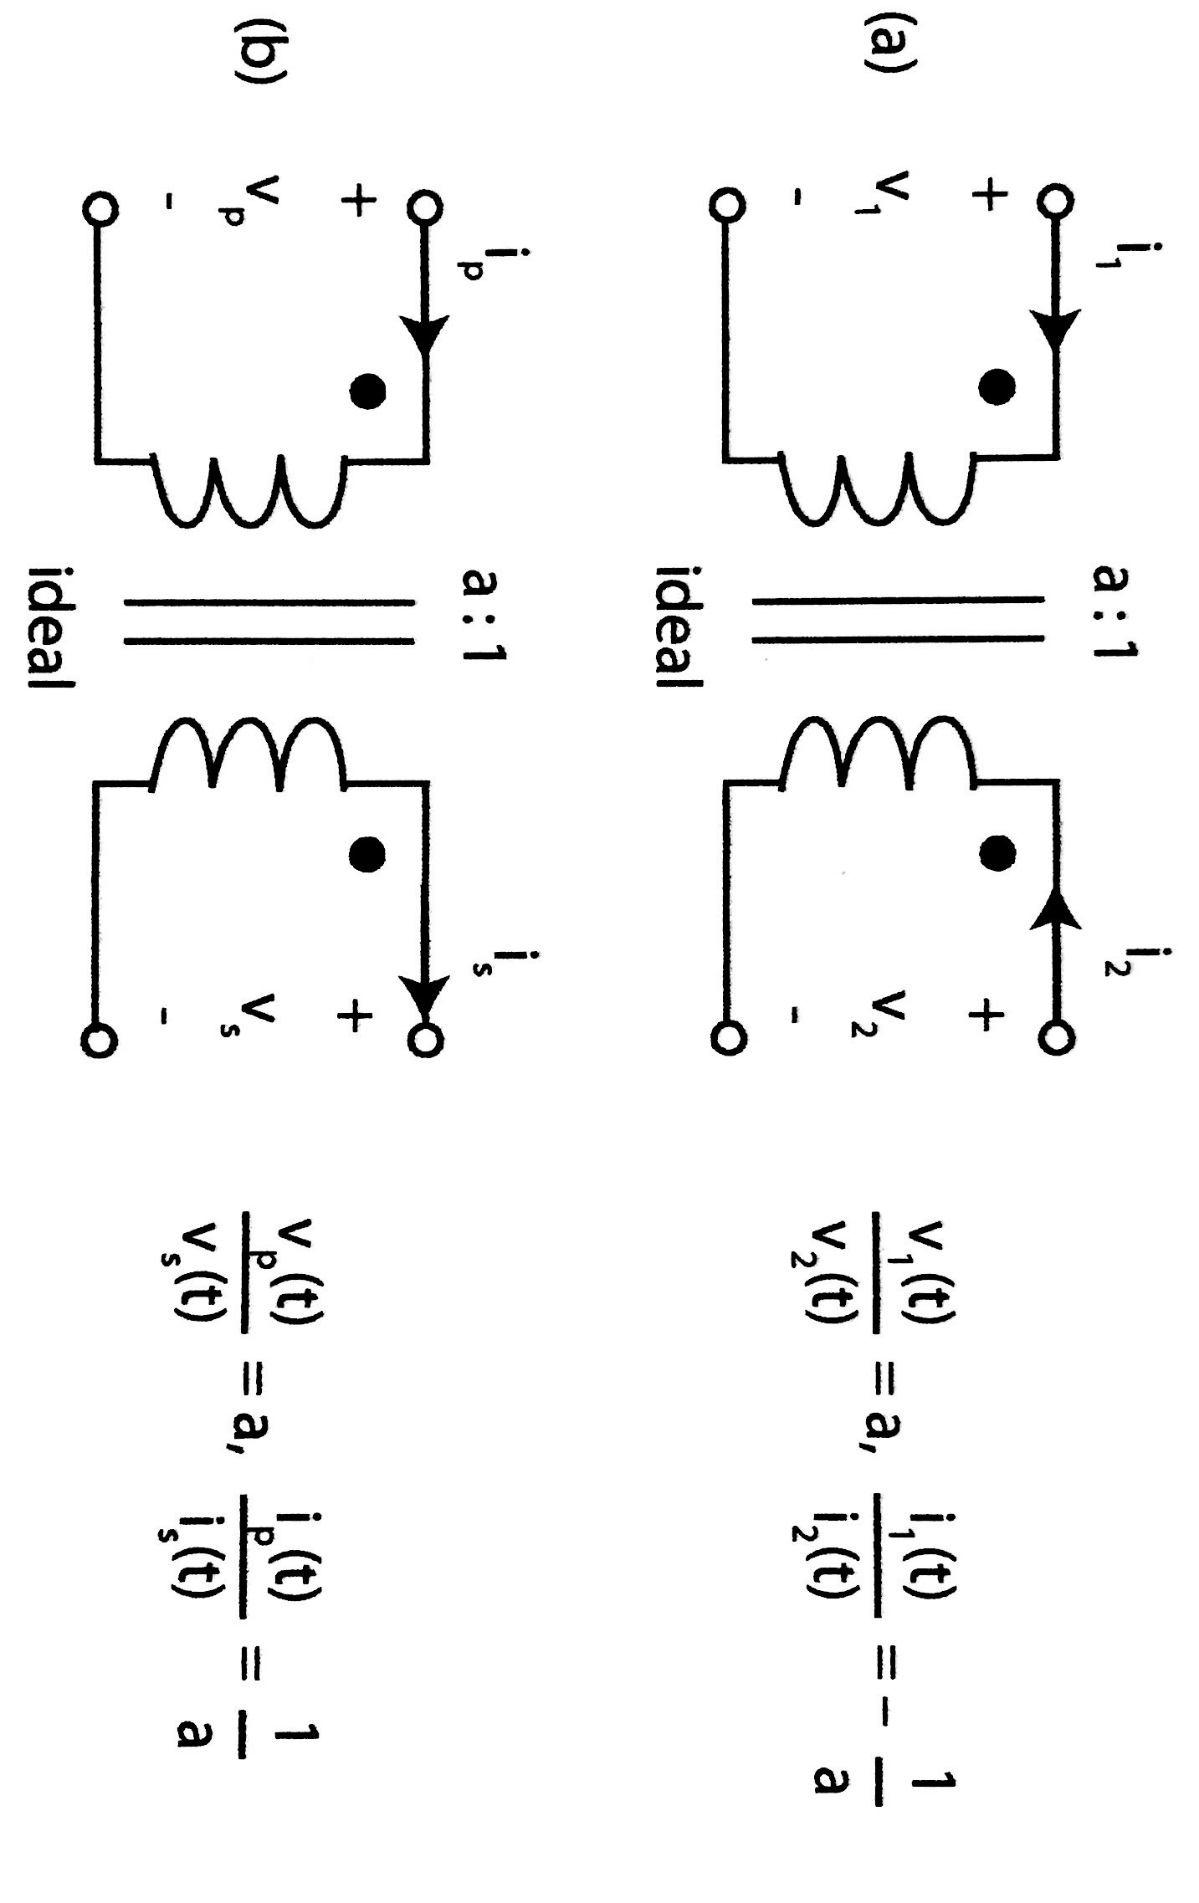 (a)
i1
a : 1
i2
+ +
v1 v2
- -
ideal
v1(t)/v2(t) = a, i1(t)/i2(t) = - 1/a
(b)
ip
a : 1
is
+ +
vp vs
- -
ideal
vp(t)/vs(t) = a, ip(t)/is(t) = 1/a